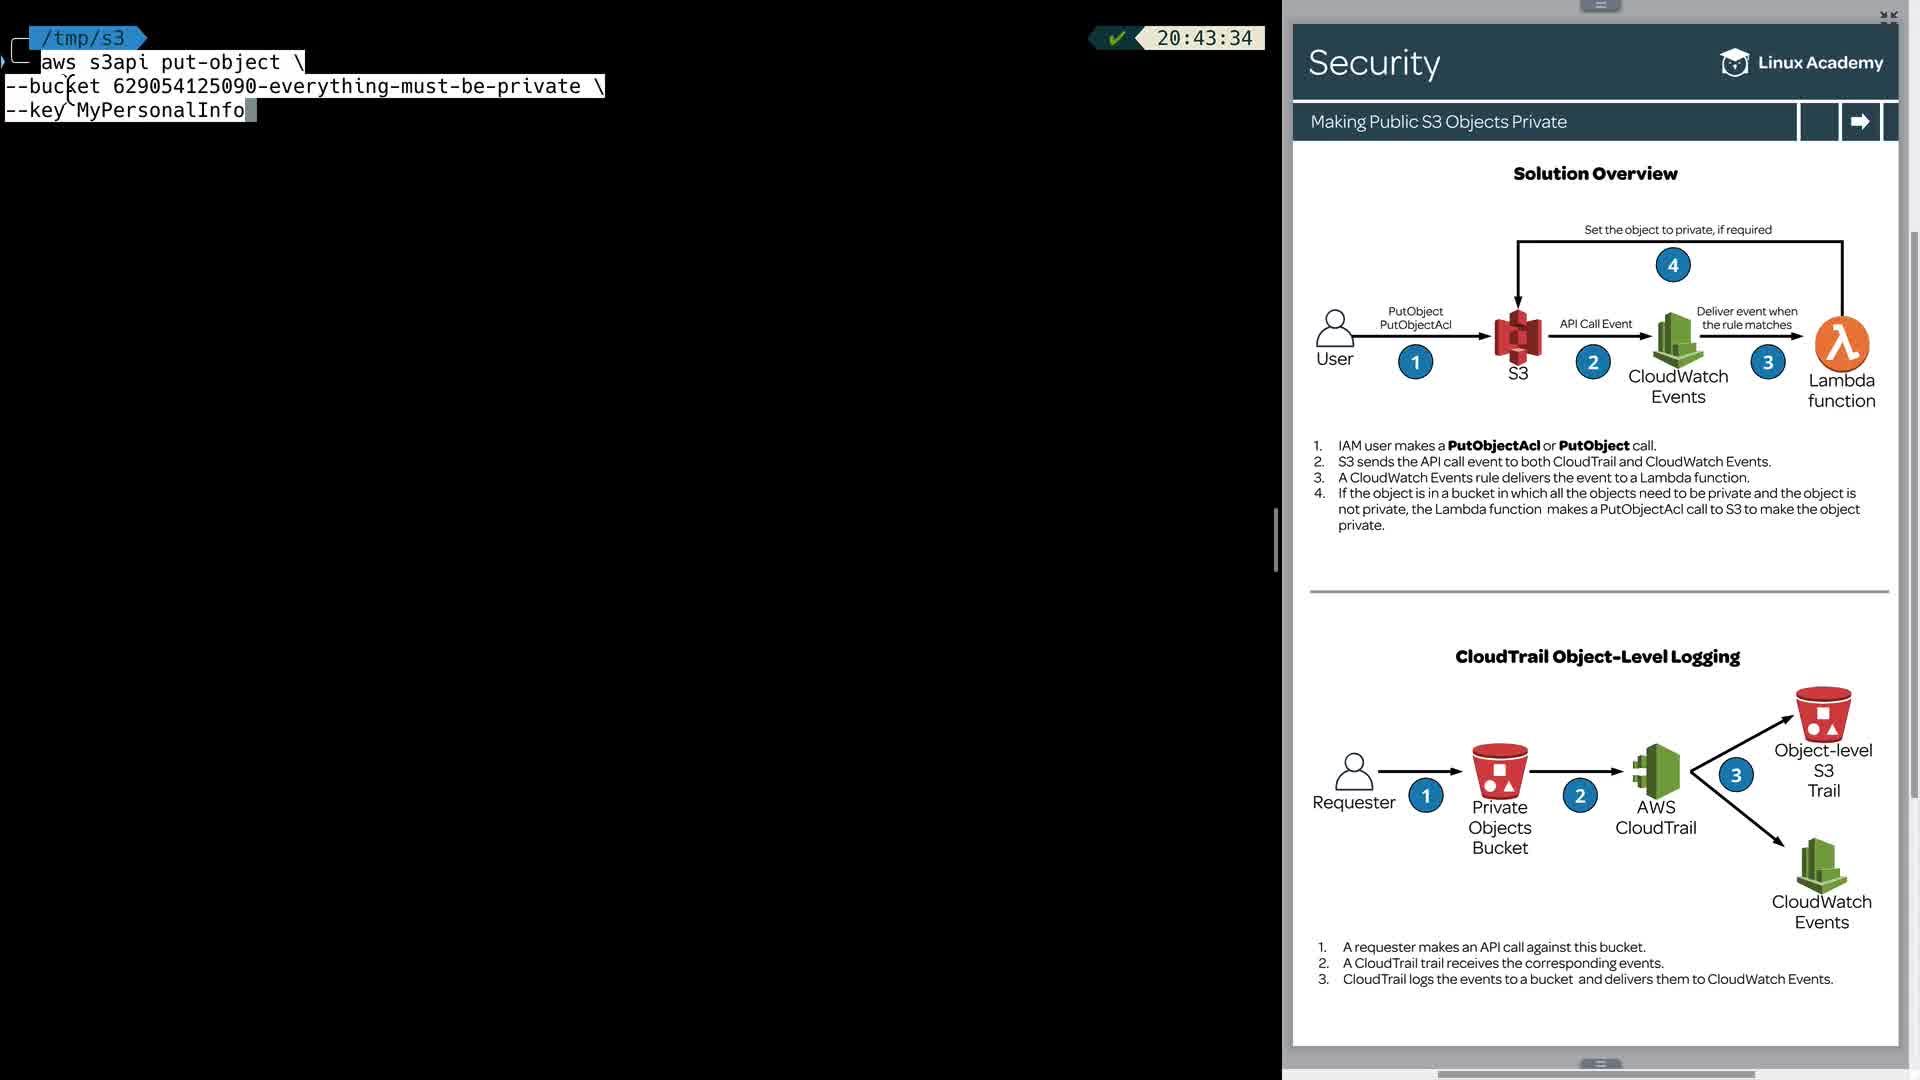 /tmp/s3
✔ 20:43:34
aws s3api put-object \
--bucket 629054125090-everything-must-be-private \
--key MyPersonalInfo
Security
Linux Academy
Making Public S3 Objects Private
Solution Overview
Set the object to private, if required
4
PutObject
PutObjectAcl
API Call Event
Deliver event when
the rule matches
User
1
S3
2
CloudWatch
Events
3
Lambda
function
1. IAM user makes a PutObjectAcl or PutObject call.
2. S3 sends the API call event to both CloudTrail and CloudWatch Events.
3. A CloudWatch Events rule delivers the event to a Lambda function.
4. If the object is in a bucket in which all the objects need to be private and the object is
not private, the Lambda function makes a PutObjectAcl call to S3 to make the object
private.
CloudTrail Object-Level Logging
Requester
1
Private
Objects
Bucket
2
AWS
CloudTrail
3
Object-level
S3
Trail
CloudWatch
Events
1. A requester makes an API call against this bucket.
2. A CloudTrail trail receives the corresponding events.
3. CloudTrail logs the events to a bucket and delivers them to CloudWatch Events.